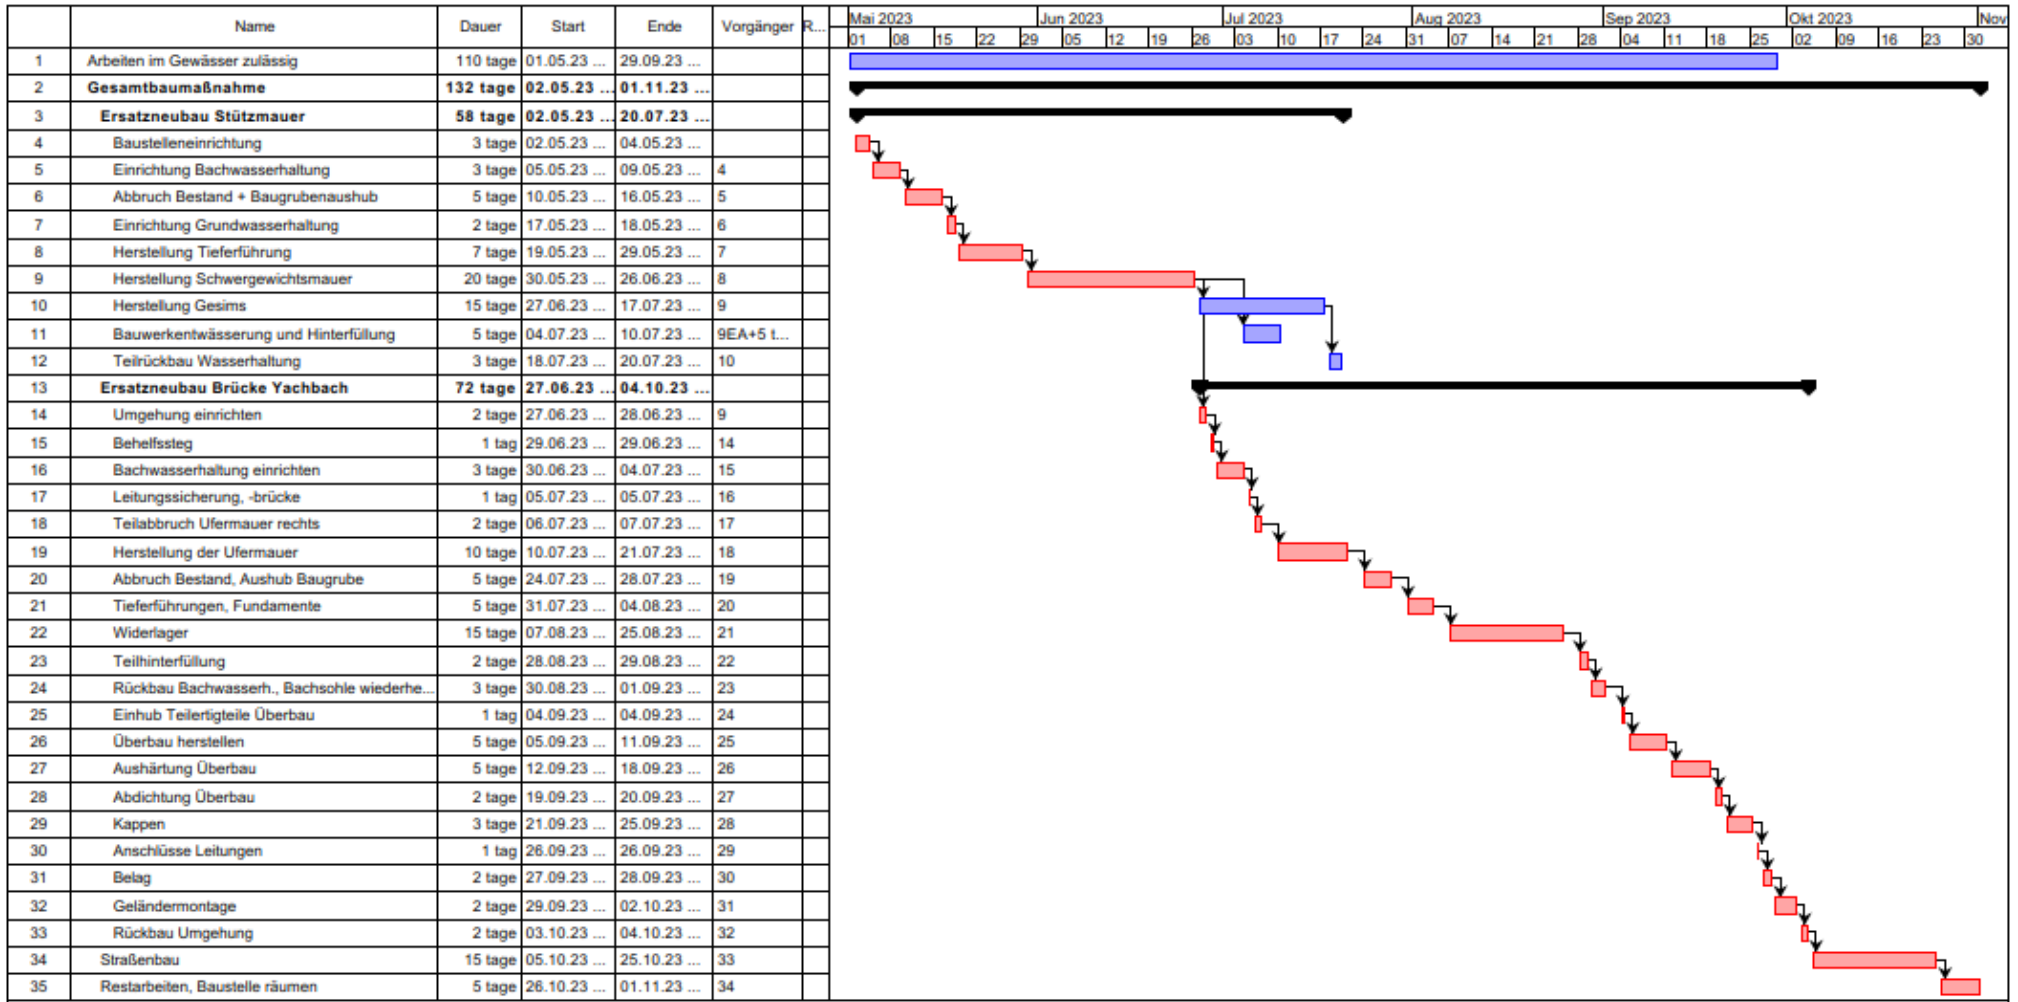 Name Dauer Start Ende Vorgänger R... Mai 2023 Jun 2023 Jul 2023 Aug 2023 Sep 2023 Okt 2023 Nov
01 08 15 22 29 05 12 19 26 03 10 17 24 31 07 14 21 28 04 11 18 25 02 09 16 23 30
1 Arbeiten im Gewässer zulässig 110 tage 01.05.23 ... 29.09.23 ...
2 Gesamtbaumaßnahme 132 tage 02.05.23 ... 01.11.23 ...
3 Ersatzneubau Stützmauer 58 tage 02.05.23 ... 20.07.23 ...
4 Baustelleneinrichtung 3 tage 02.05.23 ... 04.05.23 ...
5 Einrichtung Bachwasserhaltung 3 tage 05.05.23 ... 09.05.23 ... 4
6 Abbruch Bestand + Baugrubenaushub 5 tage 10.05.23 ... 16.05.23 ... 5
7 Einrichtung Grundwasserhaltung 2 tage 17.05.23 ... 18.05.23 ... 6
8 Herstellung Tieferführung 7 tage 19.05.23 ... 29.05.23 ... 7
9 Herstellung Schwergewichtsmauer 20 tage 30.05.23 ... 26.06.23 ... 8
10 Herstellung Gesims 15 tage 27.06.23 ... 17.07.23 ... 9
11 Bauwerkentwässerung und Hinterfüllung 5 tage 04.07.23 ... 10.07.23 ... 9EA+5 t...
12 Teilrückbau Wasserhaltung 3 tage 18.07.23 ... 20.07.23 ... 10
13 Ersatzneubau Brücke Yachbach 72 tage 27.06.23 ... 04.10.23 ...
14 Umgehung einrichten 2 tage 27.06.23 ... 28.06.23 ... 9
15 Behelfssteg 1 tag 29.06.23 ... 29.06.23 ... 14
16 Bachwasserhaltung einrichten 3 tage 30.06.23 ... 04.07.23 ... 15
17 Leitungssicherung, -brücke 1 tag 05.07.23 ... 05.07.23 ... 16
18 Teilabbruch Ufermauer rechts 2 tage 06.07.23 ... 07.07.23 ... 17
19 Herstellung der Ufermauer 10 tage 10.07.23 ... 21.07.23 ... 18
20 Abbruch Bestand, Aushub Baugrube 5 tage 24.07.23 ... 28.07.23 ... 19
21 Tieferführungen, Fundamente 5 tage 31.07.23 ... 04.08.23 ... 20
22 Widerlager 15 tage 07.08.23 ... 25.08.23 ... 21
23 Teilhinterfüllung 2 tage 28.08.23 ... 29.08.23 ... 22
24 Rückbau Bachwasserh., Bachsohle wiederhe... 3 tage 30.08.23 ... 01.09.23 ... 23
25 Einhub Teilertigteile Überbau 1 tag 04.09.23 ... 04.09.23 ... 24
26 Überbau herstellen 5 tage 05.09.23 ... 11.09.23 ... 25
27 Aushärtung Überbau 5 tage 12.09.23 ... 18.09.23 ... 26
28 Abdichtung Überbau 2 tage 19.09.23 ... 20.09.23 ... 27
29 Kappen 3 tage 21.09.23 ... 25.09.23 ... 28
30 Anschlüsse Leitungen 1 tag 26.09.23 ... 26.09.23 ... 29
31 Belag 2 tage 27.09.23 ... 28.09.23 ... 30
32 Geländermontage 2 tage 29.09.23 ... 02.10.23 ... 31
33 Rückbau Umgehung 2 tage 03.10.23 ... 04.10.23 ... 32
34 Straßenbau 15 tage 05.10.23 ... 25.10.23 ... 33
35 Restarbeiten, Baustelle räumen 5 tage 26.10.23 ... 01.11.23 ... 34